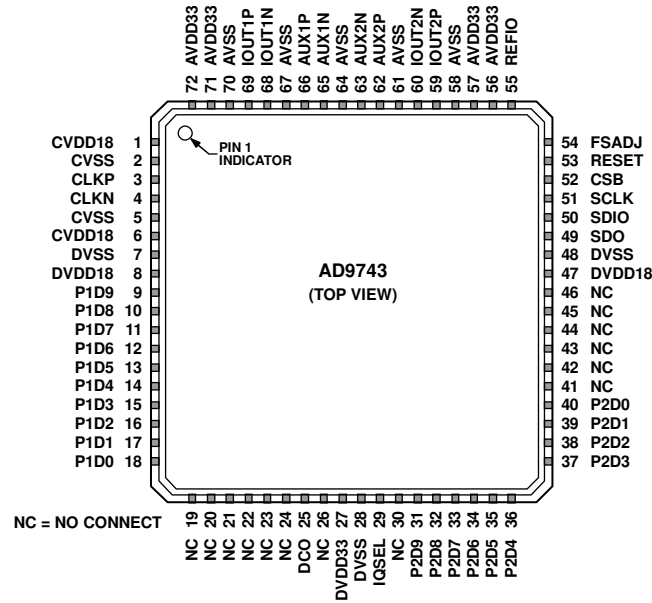 72 AVDD33
71 AVDD33
70 AVSS
69 IOUT1P
68 IOUT1N
67 AVSS
66 AUX1P
65 AUX1N
64 AVSS
63 AUX2N
62 AUX2P
61 AVSS
60 IOUT2N
59 IOUT2P
58 AVSS
57 AVDD33
56 AVDD33
55 REFIO
CVDD18 1
CVSS 2
CLKP 3
CLKN 4
CVSS 5
CVDD18 6
DVSS 7
DVDD18 8
P1D9 9
P1D8 10
P1D7 11
P1D6 12
P1D5 13
P1D4 14
P1D3 15
P1D2 16
P1D1 17
P1D0 18
PIN 1
INDICATOR
AD9743
(TOP VIEW)
54 FSADJ
53 RESET
52 CSB
51 SCLK
50 SDIO
49 SDO
48 DVSS
47 DVDD18
46 NC
45 NC
44 NC
43 NC
42 NC
41 NC
40 P2D0
39 P2D1
38 P2D2
37 P2D3
NC = NO CONNECT
NC 19
NC 20
NC 21
NC 22
NC 23
NC 24
DCO 25
NC 26
DVDD33 27
DVSS 28
IQSEL 29
NC 30
P2D9 31
P2D8 32
P2D7 33
P2D6 34
P2D5 35
P2D4 36